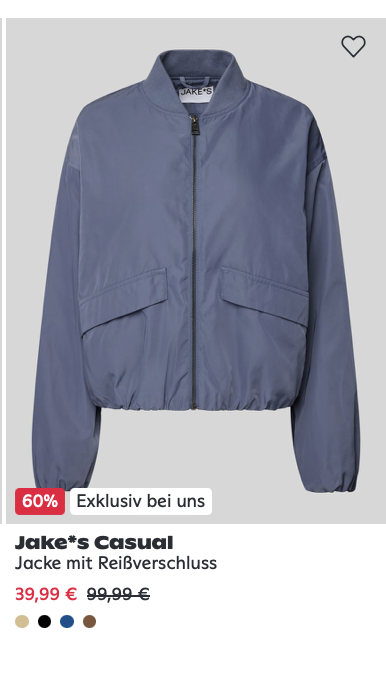 JAKE*S
60%
Exklusiv bei uns
Jake*s Casual
Jacke mit Reißverschluss
39,99 € 99,99 €